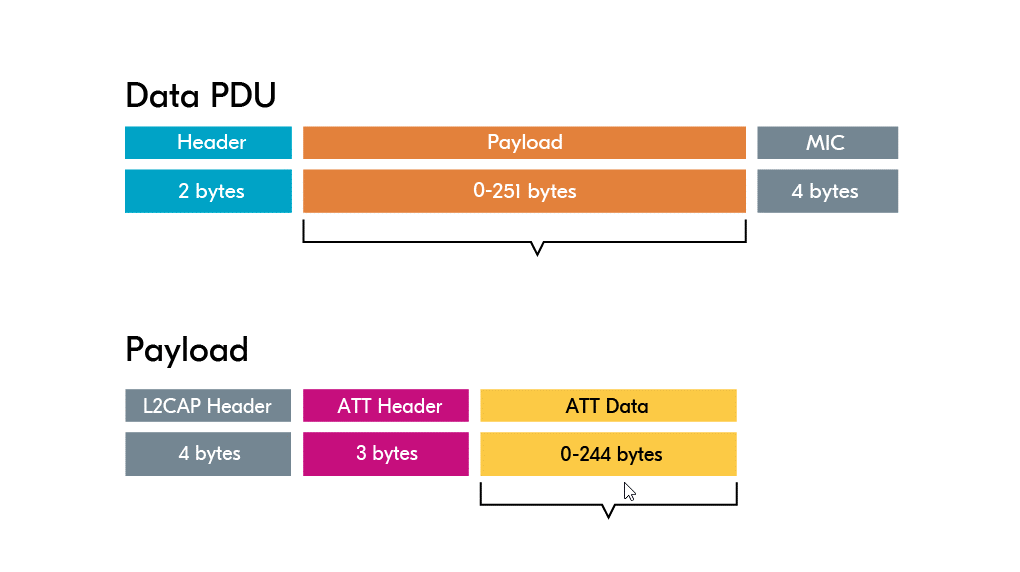 Data PDU
Header Payload MIC
2 bytes 0-251 bytes 4 bytes
Payload
L2CAP Header ATT Header ATT Data
4 bytes 3 bytes 0-244 bytes